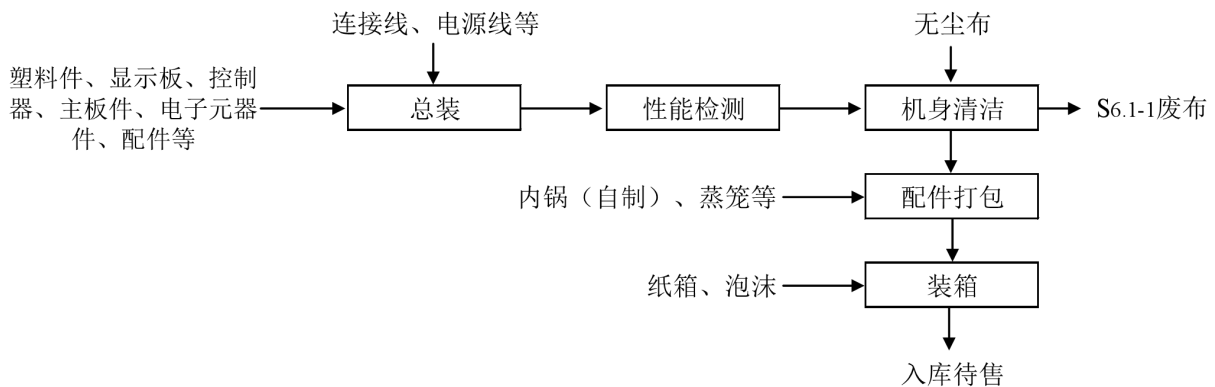 连接线、电源线等
无尘布
塑料件、显示板、控制
器、主板件、电子元器
件、配件等
总装
性能检测
机身清洁
S6.1-1废布
内锅（自制）、蒸笼等
配件打包
纸箱、泡沫
装箱
入库待售